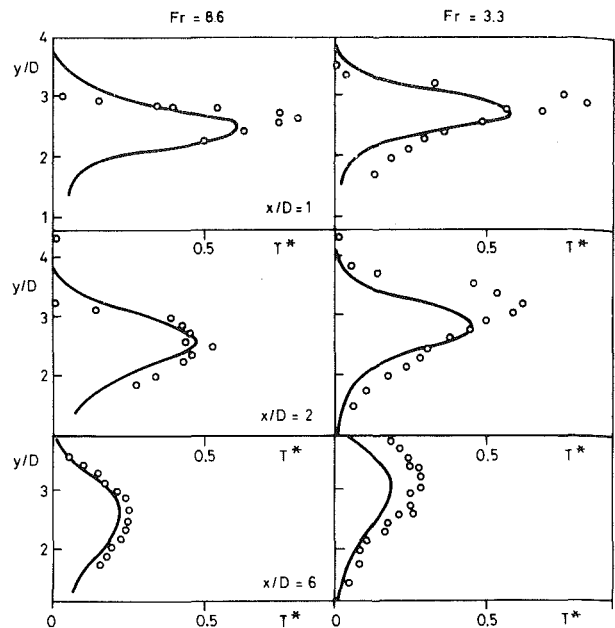 Fr = 8.6
Fr = 3.3
4
y/D
3
2
1
x/D = 1
0.5
T*
0.5
T*
4
y/D
3
2
x/D = 2
0.5
T*
0.5
T*
y/D
3
2
x/D = 6
0
0.5
T*
0
0.5
T*